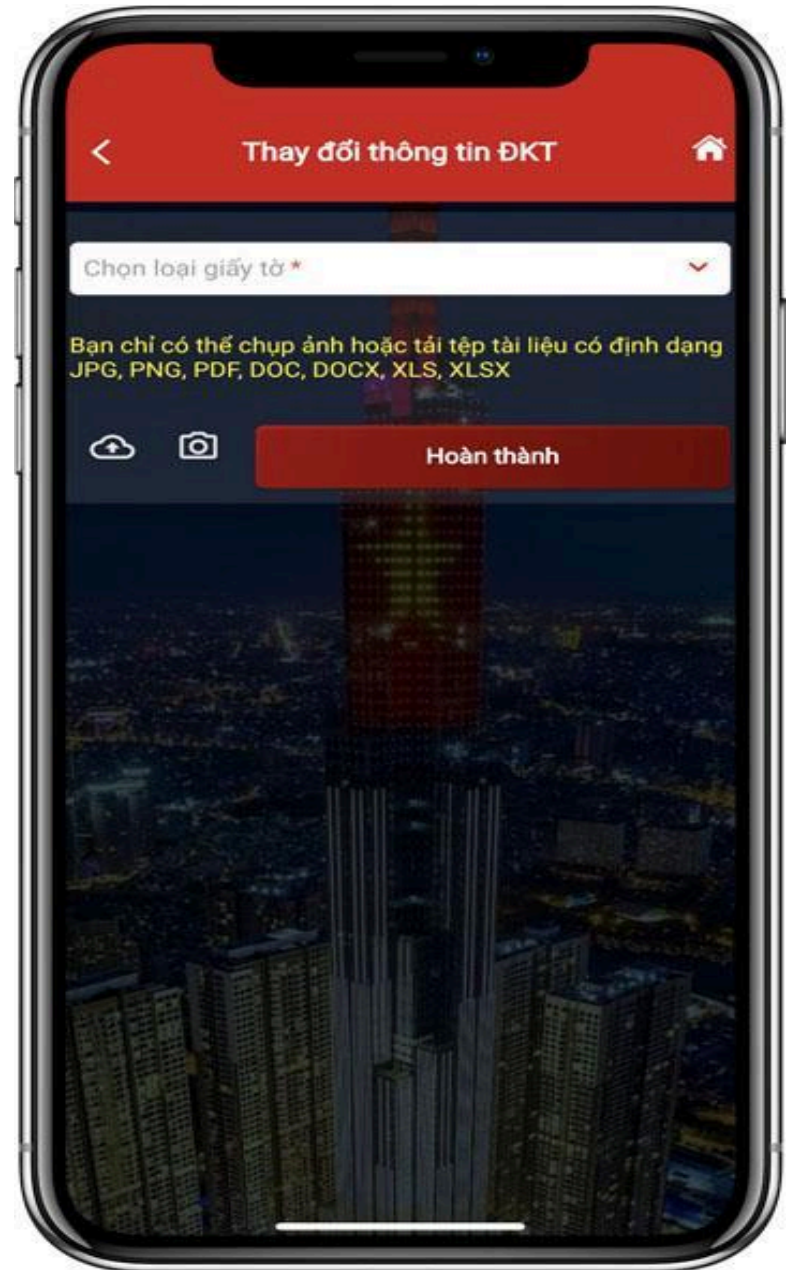 Thay đổi thông tin ĐKT
Chọn loại giấy tờ *
Bạn chỉ có thể chụp ảnh hoặc tải tệp tài liệu có định dạng
JPG, PNG, PDF, DOC, DOCX, XLS, XLSX
Hoàn thành